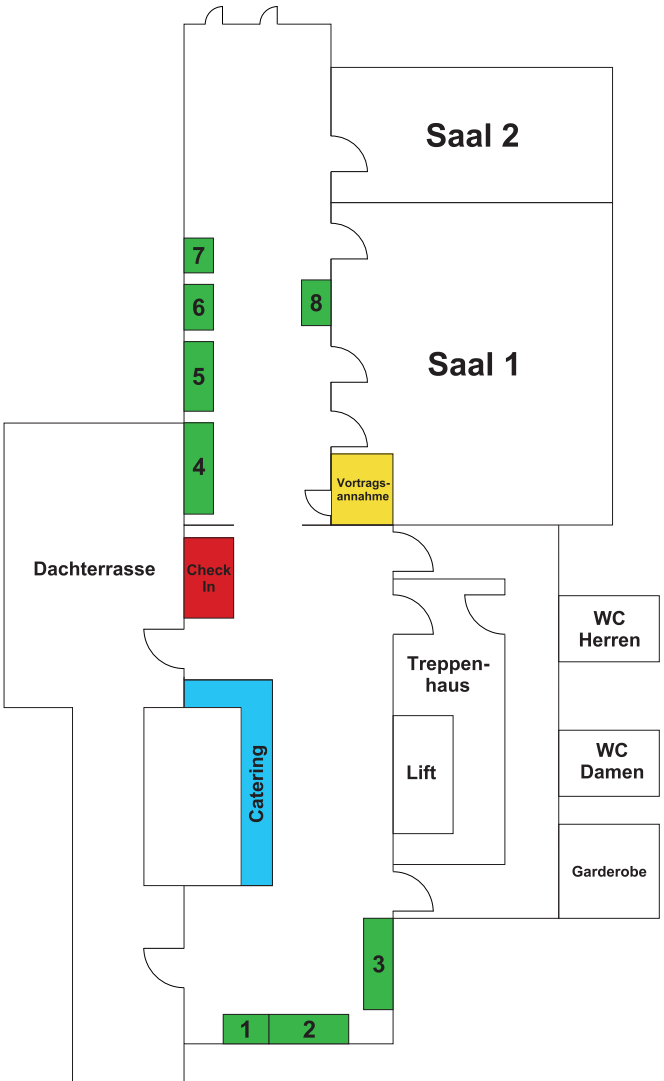 Saal 2
7
6
8
5
Saal 1
4
Vortrags-
annahme
Dachterrasse
Check
In
WC
Herren
Treppen-
haus
Lift
WC
Damen
Catering
Garderobe
3
1
2